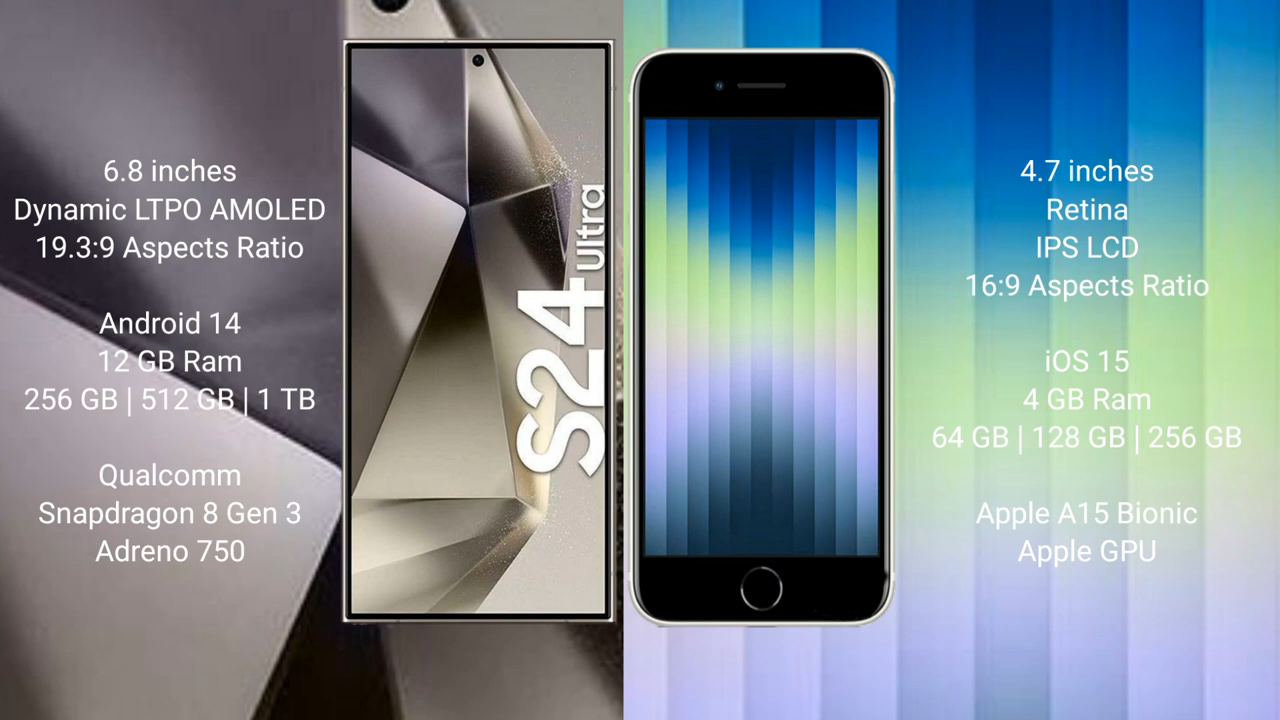 6.8 inches
Dynamic LTPO AMOLED
19.3:9 Aspects Ratio
Android 14
12 GB Ram
256 GB | 512 GB | 1 TB
Qualcomm
Snapdragon 8 Gen 3
Adreno 750
S24 Ultra
4.7 inches
Retina
IPS LCD
16:9 Aspects Ratio
iOS 15
4 GB Ram
64 GB | 128 GB | 256 GB
Apple A15 Bionic
Apple GPU